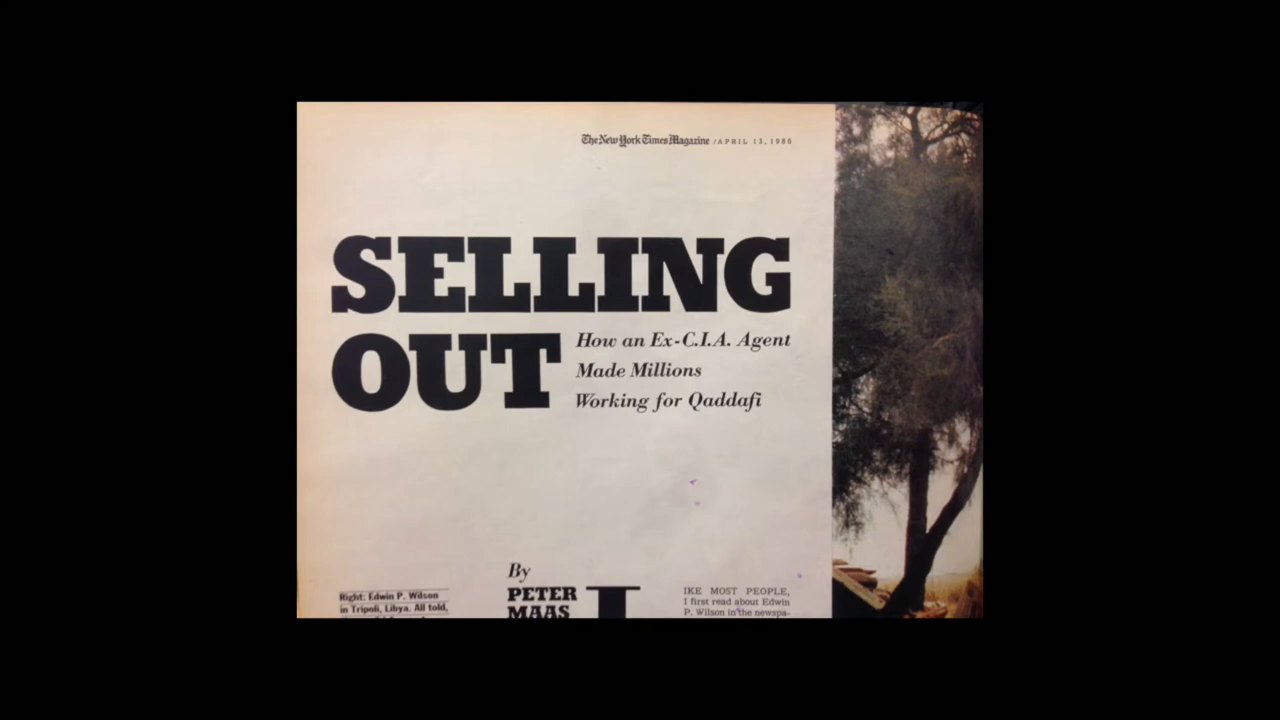 The New York Times Magazine /APRIL 13, 1986
SELLING
OUT
How an Ex-C.I.A. Agent
Made Millions
Working for Qaddafi
By
PETER
MAAS
Right: Edwin P. Wilson
in Tripoli, Libya. All told,
L
IKE MOST PEOPLE,
I first read about Edwin
P. Wilson in the newspa-